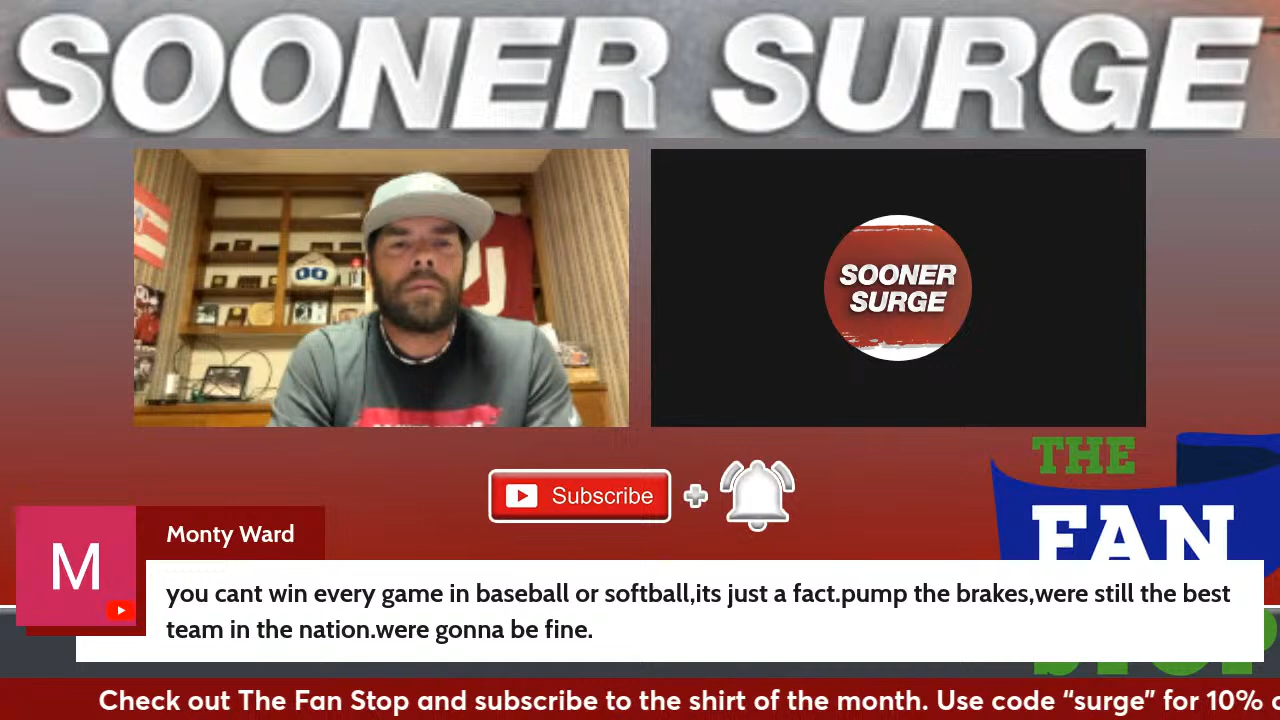 SOONER SURGE
SOONER
SURGE
Subscribe
THE
FAN
M
Monty Ward
you cant win every game in baseball or softball,its just a fact.pump the brakes,were still the best
team in the nation.were gonna be fine.
Check out The Fan Stop and subscribe to the shirt of the month. Use code “surge” for 10%